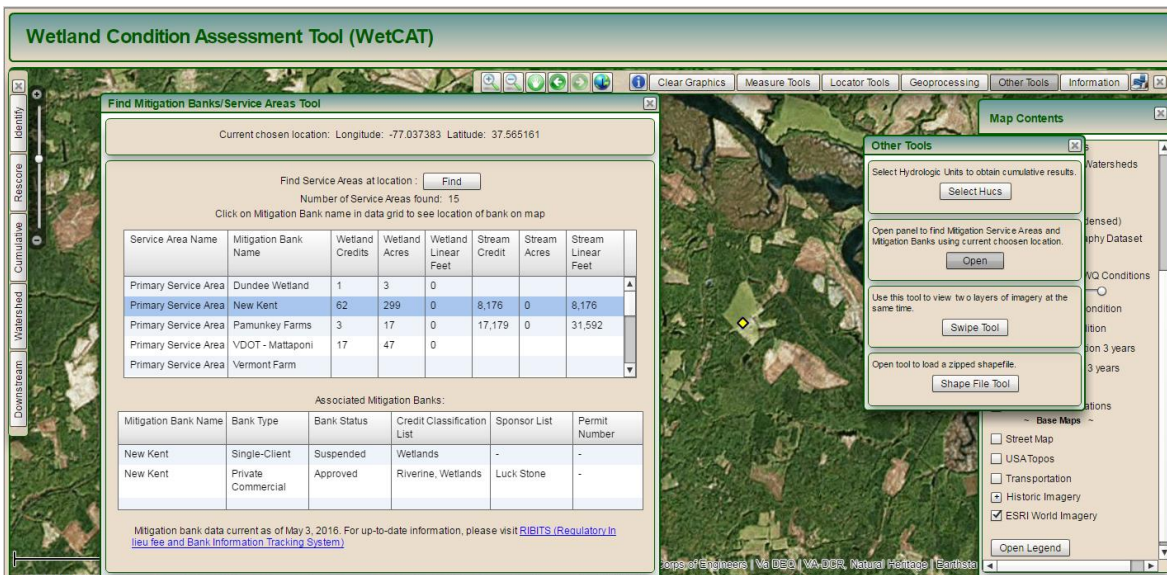 Wetland Condition Assessment Tool (WetCAT)
Clear Graphics Measure Tools Locator Tools Geoprocessing Other Tools Information
Identify
Rescore
Cumulative
Watershed
Downstream
Find Mitigation Banks/Service Areas Tool
Current chosen location: Longitude: -77.037383 Latitude: 37.565161
Find Service Areas at location : Find
Number of Service Areas found: 15
Click on Mitigation Bank name in data grid to see location of bank on map
Service Area Name Mitigation Bank Name Wetland Credits Wetland Acres Wetland Linear Feet Stream Credit Stream Acres Stream Linear Feet
Primary Service Area Dundee Wetland 1 3 0
Primary Service Area New Kent 62 299 0 8,176 0 8,176
Primary Service Area Pamunkey Farms 3 17 0 17,179 0 31,592
Primary Service Area VDOT - Mattaponi 17 47 0
Primary Service Area Vermont Farm
Associated Mitigation Banks:
Mitigation Bank Name Bank Type Bank Status Credit Classification List Sponsor List Permit Number
New Kent Single-Client Suspended Wetlands - -
New Kent Private Commercial Approved Riverine, Wetlands Luck Stone -
Mitigation bank data current as of May 3, 2016. For up-to-date information, please visit RIBITS (Regulatory In
lieu fee and Bank Information Tracking System)
Other Tools
Select Hydrologic Units to obtain cumulative results.
Select Hucs
Open panel to find Mitigation Service Areas and
Mitigation Banks using current choosen location.
Open
Use this tool to view two layers of imagery at the
same time.
Swipe Tool
Open tool to load a zipped shapefile.
Shape File Tool
Map Contents
Watersheds
densed)
aphy Dataset
WQ Conditions
ondition
dition
tion 3 years
3 years
ations
~ Base Maps ~
Street Map
USATopos
Transportation
Historic Imagery
ESRI World Imagery
Open Legend
Corps of Engineers | Va DEQ | VA-DCR, Natural Heritage | Earthsta